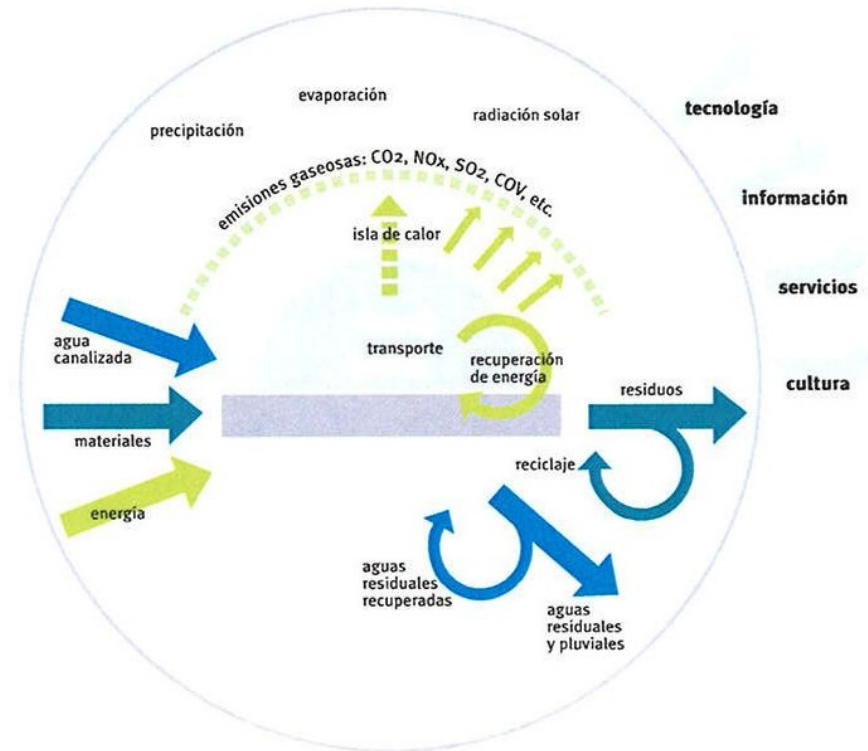 evaporación
precipitación
radiación solar
tecnología
emisiones gaseosas: CO2, NOx, SO2, COV, etc.
información
isla de calor
servicios
agua
canalizada
transporte
recuperación
de energía
cultura
residuos
materiales
reciclaje
energía
aguas
residuales
recuperadas
aguas
residuales
y pluviales